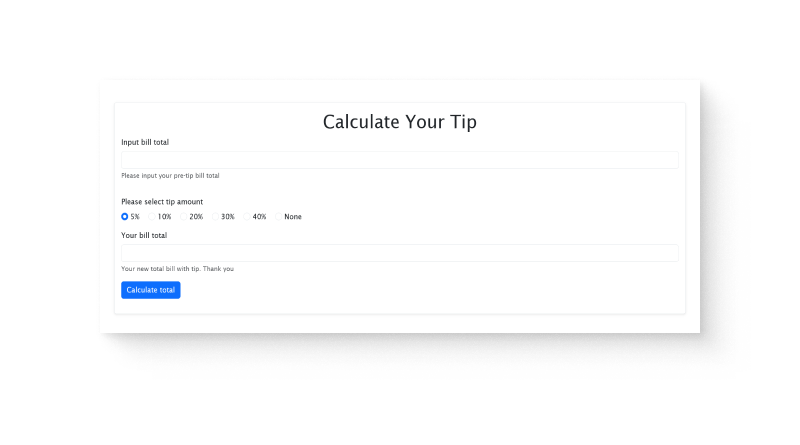 Calculate Your Tip
Input bill total
Please input your pre-tip bill total
Please select tip amount
5% 10% 20% 30% 40% None
Your bill total
Your new total bill with tip. Thank you
Calculate total